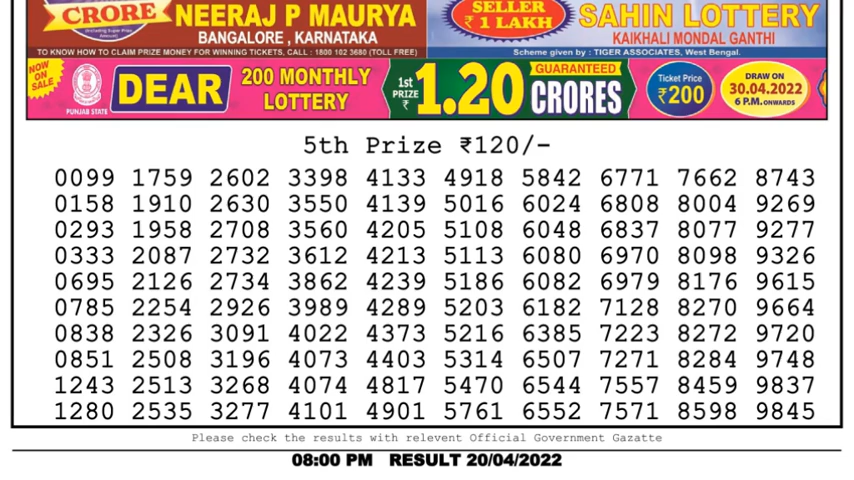 CRORE
(Including Super Prize Amount)
NEERAJ P MAURYA
BANGALORE , KARNATAKA
TO KNOW HOW TO CLAIM PRIZE MONEY FOR WINNING TICKETS, CALL : 1800 102 3680 (TOLL FREE)
SELLER
₹ 1 LAKH
SAHIN LOTTERY
KAIKHALI MONDAL GANTHI
Scheme given by : TIGER ASSOCIATES, West Bengal.
NOW ON SALE
PUNJAB STATE
DEAR
200 MONTHLY
LOTTERY
1st
PRIZE
₹
1.20
GUARANTEED
CRORES
Ticket Price
₹200
DRAW ON
30.04.2022
6 P.M. ONWARDS
5th Prize ₹120/-
0099 1759 2602 3398 4133 4918 5842 6771 7662 8743
0158 1910 2630 3550 4139 5016 6024 6808 8004 9269
0293 1958 2708 3560 4205 5108 6048 6837 8077 9277
0333 2087 2732 3612 4213 5113 6080 6970 8098 9326
0695 2126 2734 3862 4239 5186 6082 6979 8176 9615
0785 2254 2926 3989 4289 5203 6182 7128 8270 9664
0838 2326 3091 4022 4373 5216 6385 7223 8272 9720
0851 2508 3196 4073 4403 5314 6507 7271 8284 9748
1243 2513 3268 4074 4817 5470 6544 7557 8459 9837
1280 2535 3277 4101 4901 5761 6552 7571 8598 9845
Please check the results with relevent Official Government Gazatte
08:00 PM RESULT 20/04/2022